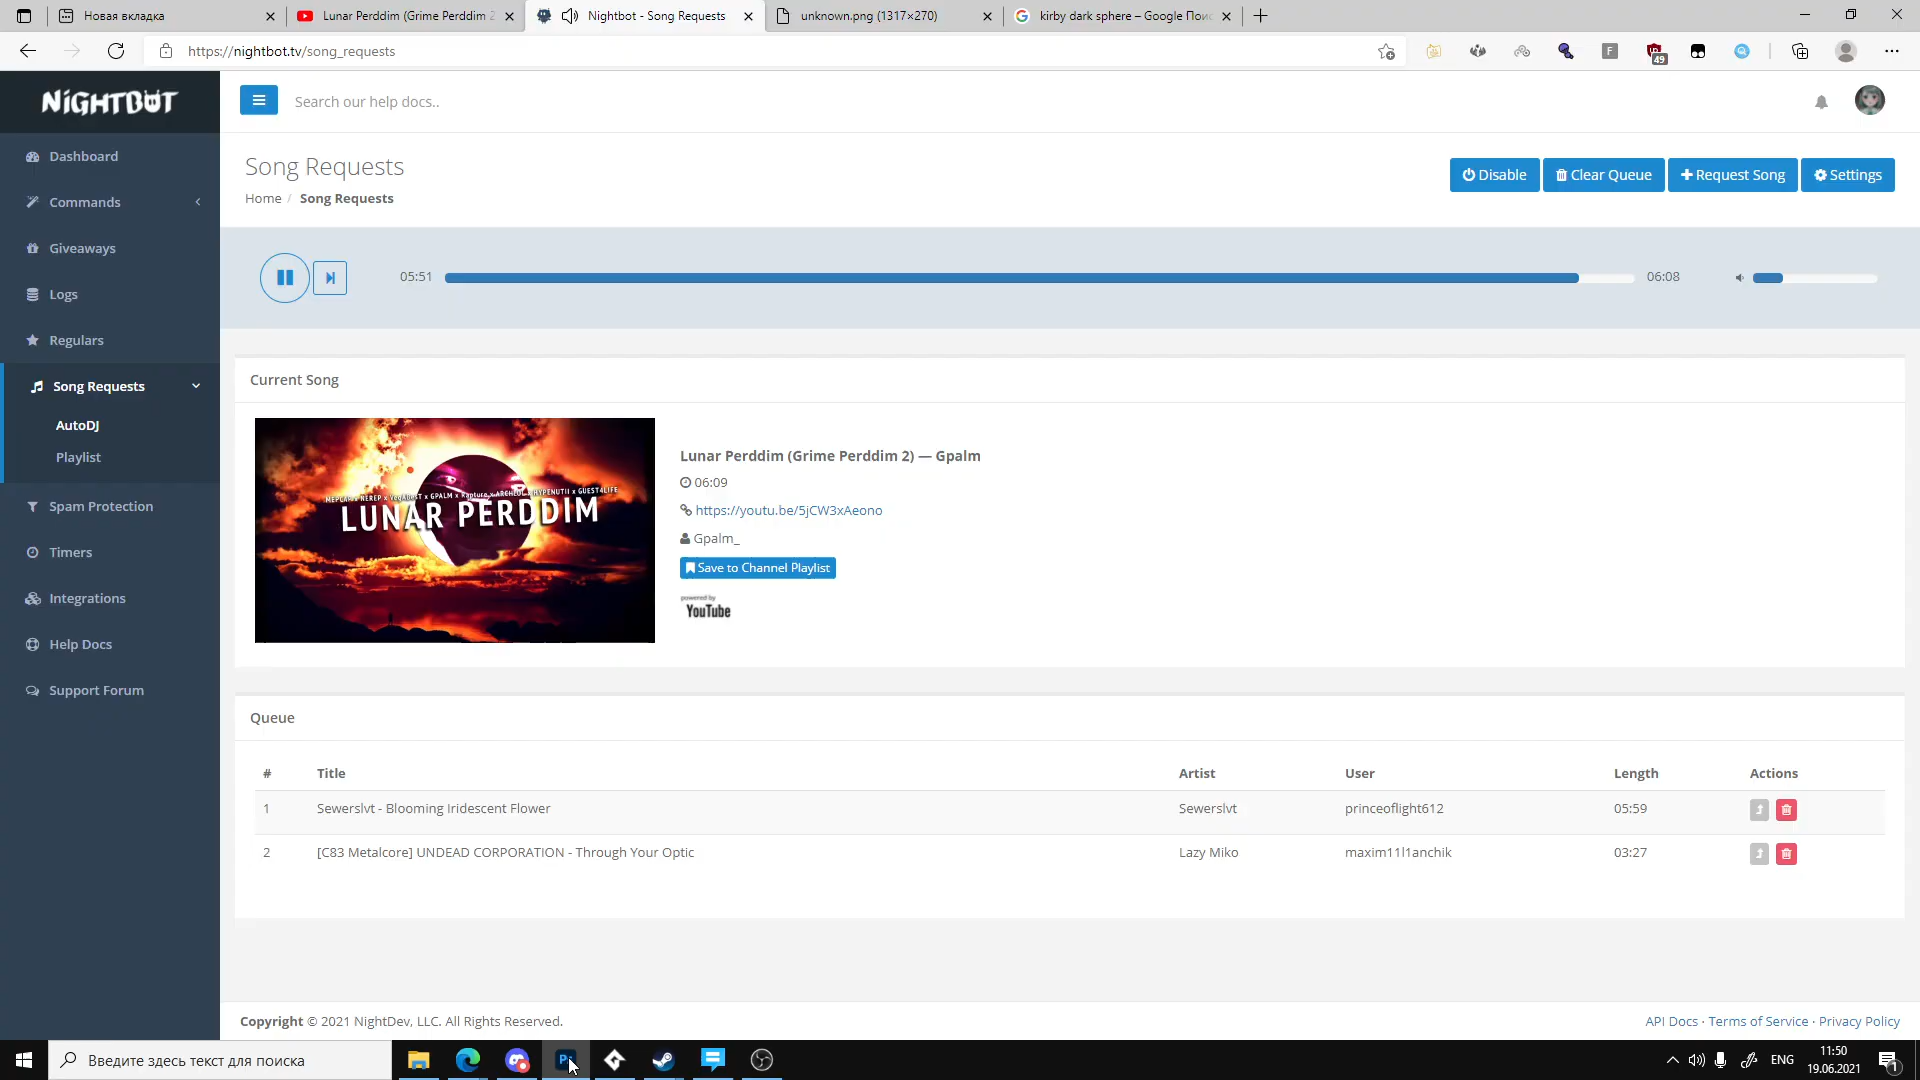 Новая вкладка
Lunar Perddim (Grime Perddim 2
Nightbot - Song Requests
unknown.png (1317×270)
kirby dark sphere – Google Пои
https://nightbot.tv/song_requests
F
49
NIGHTBOT
Search our help docs..
Dashboard
Commands
Giveaways
Logs
Regulars
Song Requests
AutoDJ
Playlist
Spam Protection
Timers
Integrations
Help Docs
Support Forum
Song Requests
Home / Song Requests
Disable
Clear Queue
Request Song
Settings
05:51
06:08
Current Song
LUNAR PERDDIM
Lunar Perddim (Grime Perddim 2) — Gpalm
06:09
https://youtu.be/5jCW3xAeono
Gpalm_
Save to Channel Playlist
powered by
YouTube
Queue
# Title Artist User Length Actions
1 Sewerslvt - Blooming Iridescent Flower Sewerslvt princeoflight612 05:59
2 [C83 Metalcore] UNDEAD CORPORATION - Through Your Optic Lazy Miko maxim11l1anchik 03:27
Copyright © 2021 NightDev, LLC. All Rights Reserved.
API Docs · Terms of Service · Privacy Policy
Введите здесь текст для поиска
ENG
11:50
19.06.2021
1